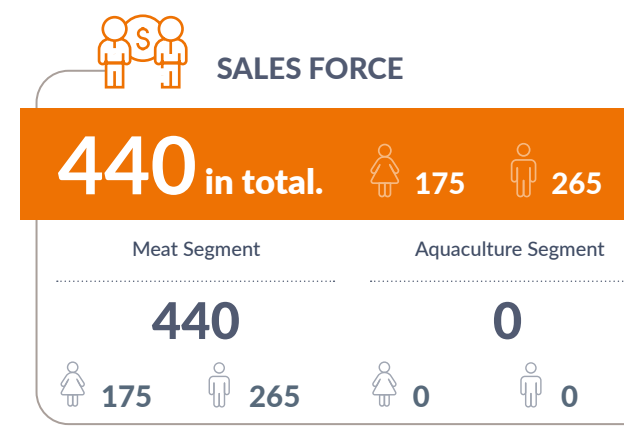 $
SALES FORCE
440 in total. 175 265
Meat Segment Aquaculture Segment
440 0
175 265 0 0